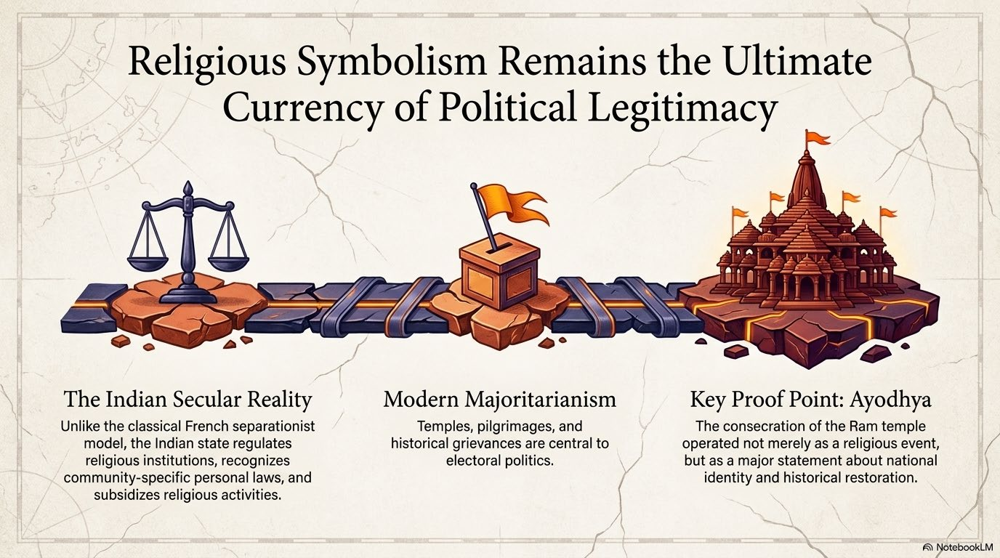 Religious Symbolism Remains the Ultimate
Currency of Political Legitimacy
The Indian Secular Reality
Unlike the classical French separationist
model, the Indian state regulates
religious institutions, recognizes
community-specific personal laws, and
subsidizes religious activities.
Modern Majoritarianism
Temples, pilgrimages, and
historical grievances are central to
electoral politics.
Key Proof Point: Ayodhya
The consecration of the Ram temple
operated not merely as a religious event,
but as a major statement about national
identity and historical restoration.
NotebookLM